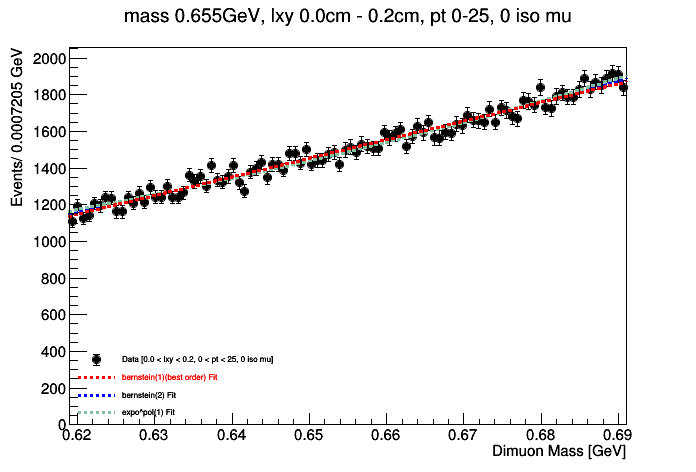 mass 0.655GeV, lxy 0.0cm - 0.2cm, pt 0-25, 0 iso mu
Events/ 0.0007205 GeV
2000
1800
1600
1400
1200
1000
800
600
400
200
0
Data [0.0 < lxy < 0.2, 0 < pt < 25, 0 iso mu]
bernstein(1)(best order) Fit
bernstein(2) Fit
expo^pol(1) Fit
0.62 0.63 0.64 0.65 0.66 0.67 0.68 0.69
Dimuon Mass [GeV]